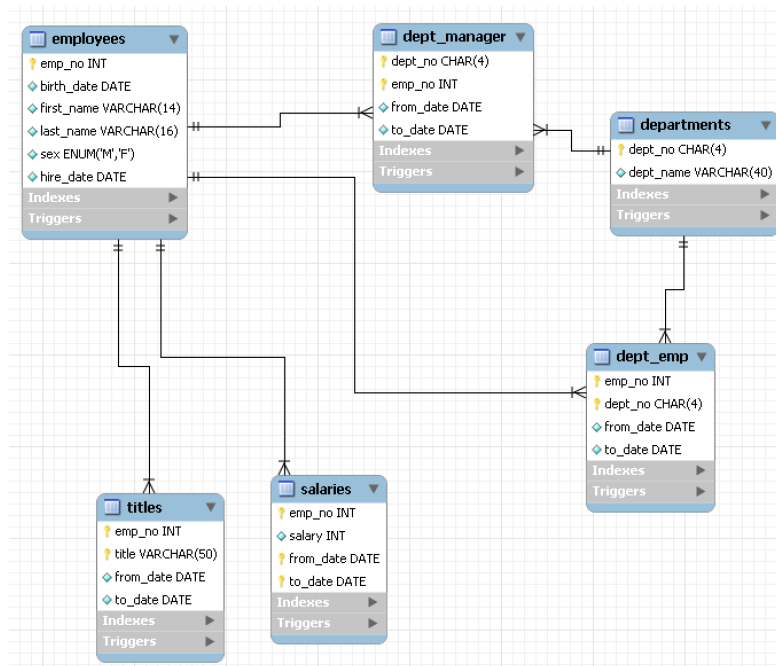 employees
emp_no INT
birth_date DATE
first_name VARCHAR(14)
last_name VARCHAR(16)
sex ENUM('M','F')
hire_date DATE
Indexes
Triggers
dept_manager
dept_no CHAR(4)
emp_no INT
from_date DATE
to_date DATE
Indexes
Triggers
departments
dept_no CHAR(4)
dept_name VARCHAR(40)
Indexes
Triggers
dept_emp
emp_no INT
dept_no CHAR(4)
from_date DATE
to_date DATE
Indexes
Triggers
titles
emp_no INT
title VARCHAR(50)
from_date DATE
to_date DATE
Indexes
Triggers
salaries
emp_no INT
salary INT
from_date DATE
to_date DATE
Indexes
Triggers